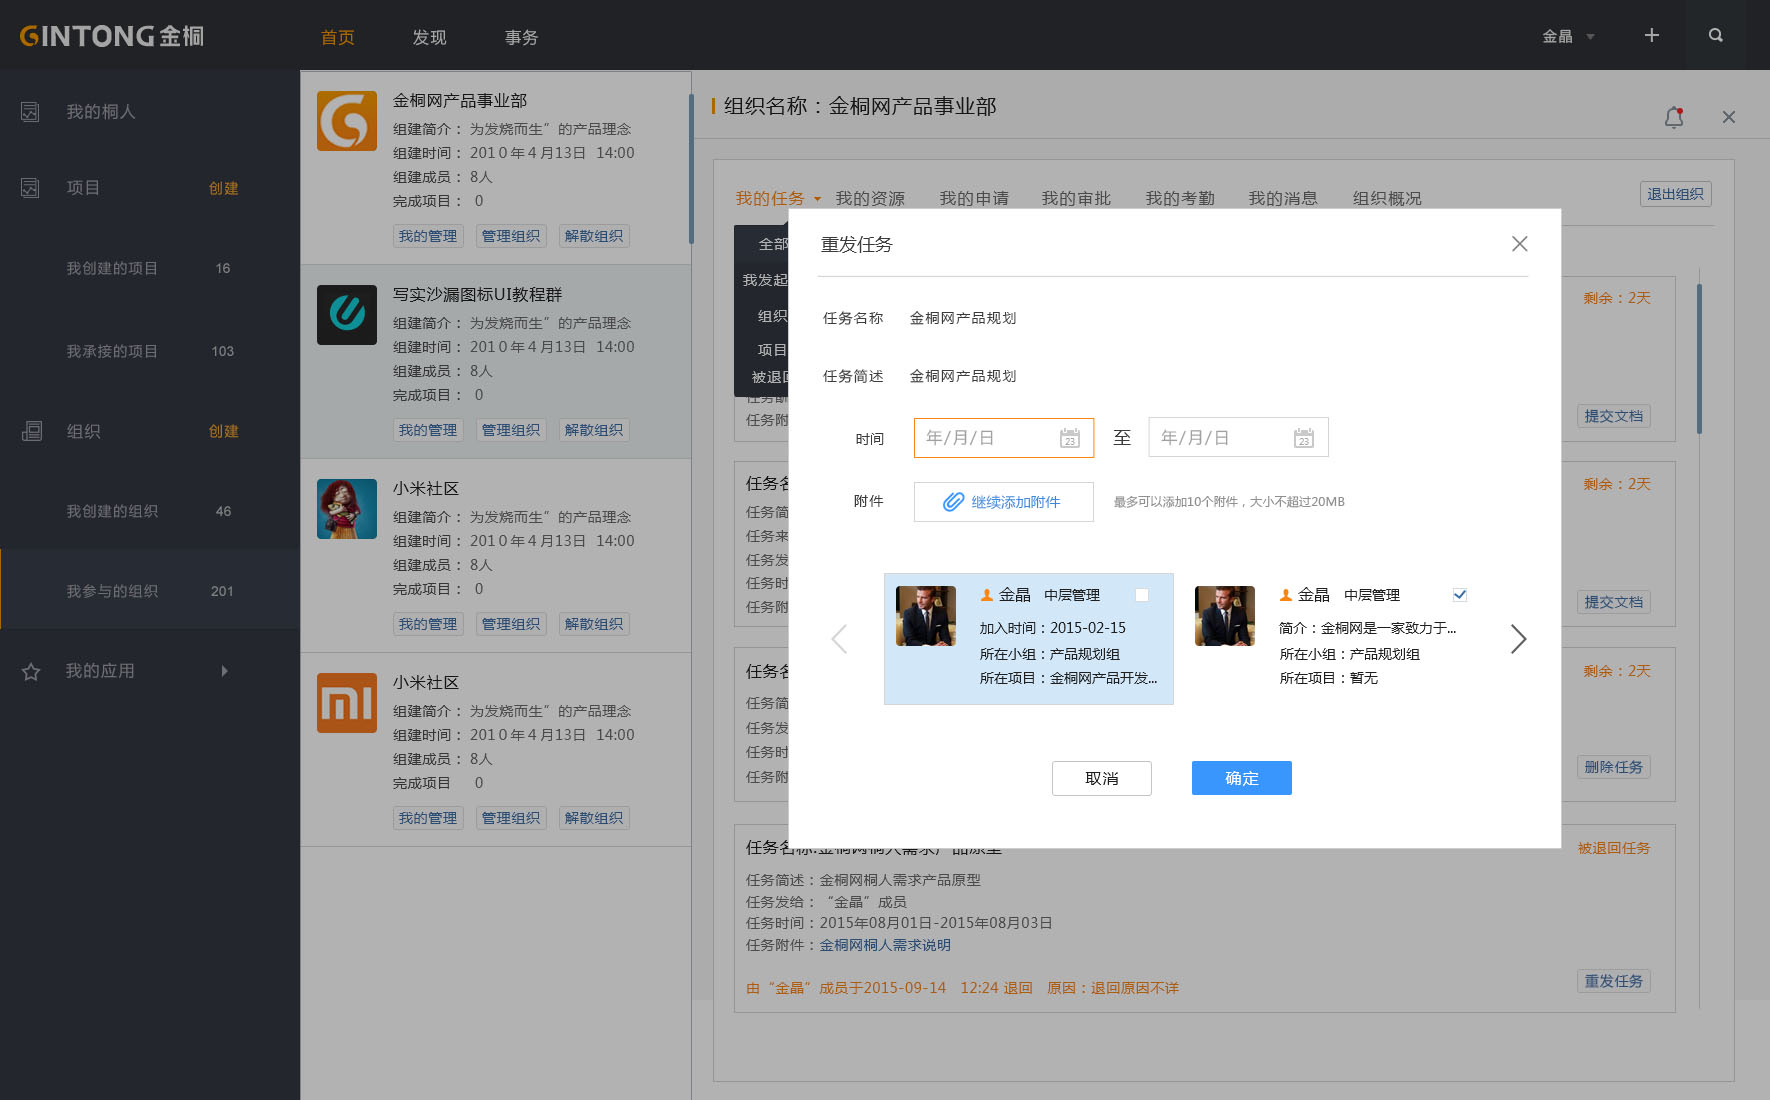 GINTONG金桐
首页 发现 事务
金晶
我的桐人
项目 创建
我创建的项目 16
我承接的项目 103
组织 创建
我创建的组织 46
我参与的组织 201
我的应用
金桐网产品事业部
组建简介： 为发烧而生”的产品理念
组建时间： 2010年4月13日 14:00
组建成员： 8人
完成项目： 0
我的管理 管理组织 解散组织
写实沙漏图标UI教程群
组建简介： 为发烧而生”的产品理念
组建时间： 2010年4月13日 14:00
组建成员： 8人
完成项目： 0
我的管理 管理组织 解散组织
小米社区
组建简介： 为发烧而生”的产品理念
组建时间： 2010年4月13日 14:00
组建成员： 8人
完成项目： 0
我的管理 管理组织 解散组织
小米社区
组建简介： 为发烧而生”的产品理念
组建时间： 2010年4月13日 14:00
组建成员： 8人
完成项目 0
我的管理 管理组织 解散组织
组织名称：金桐网产品事业部
我的任务 我的资源 我的申请 我的审批 我的考勤 我的消息 组织概况
退出组织
全部
我发起
组织
项目
被退回
任务附
剩余：2天
提交文档
任务名
任务简
任务来
任务发
任务时
任务附
剩余：2天
提交文档
任务名
任务简
任务发
任务时
任务附
剩余：2天
删除任务
重发任务
任务名称 金桐网产品规划
任务简述 金桐网产品规划
时间 年/月/日 23 至 年/月/日 23
附件 继续添加附件 最多可以添加10个附件，大小不超过20MB
金晶 中层管理
加入时间：2015-02-15
所在小组：产品规划组
所在项目：金桐网产品开发...
金晶 中层管理
简介：金桐网是一家致力于...
所在小组：产品规划组
所在项目：暂无
取消 确定
任务名称:金桐网桐人需求产品原型
被退回任务
任务简述：金桐网桐人需求产品原型
任务发给：“金晶”成员
任务时间：2015年08月01日-2015年08月03日
任务附件：金桐网桐人需求说明
由“金晶”成员于2015-09-14 12:24 退回 原因：退回原因不详
重发任务